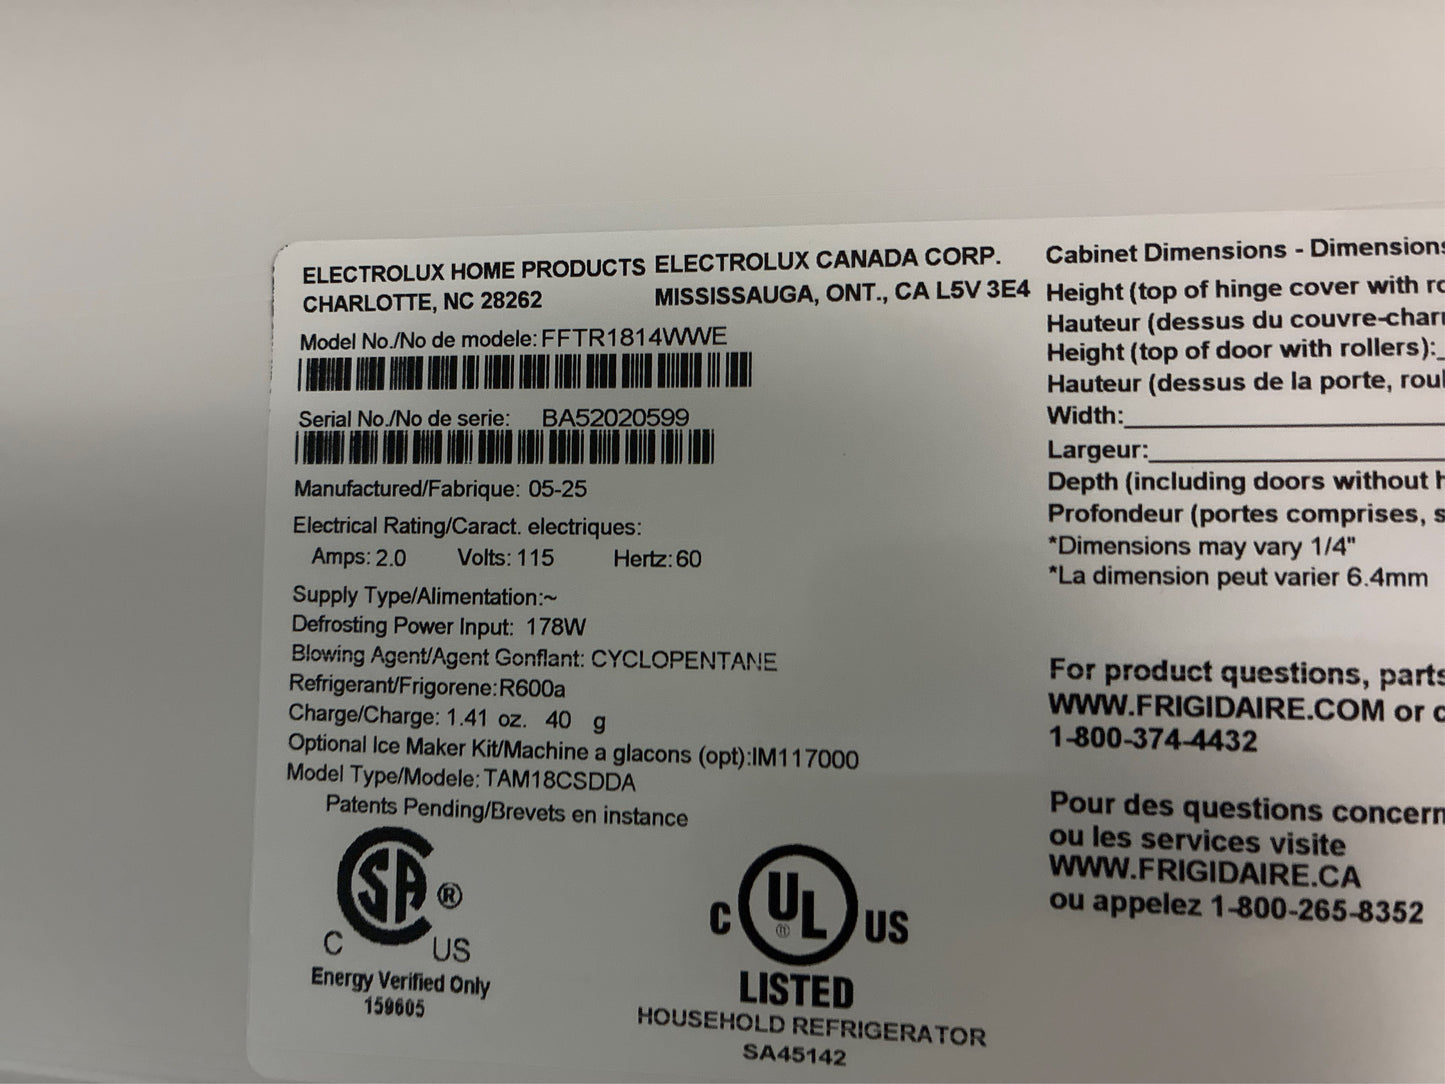 ELECTROLUX HOME PRODUCTS ELECTROLUX CANADA CORP.
CHARLOTTE, NC 28262 MISSISSAUGA, ONT., CA L5V 3E4
Model No./No de modele: FFTR1814WWE
Serial No./No de serie: BA52020599
Manufactured/Fabrique: 05-25
Electrical Rating/Caract. electriques:
Amps: 2.0 Volts: 115 Hertz: 60
Supply Type/Alimentation:~
Defrosting Power Input: 178W
Blowing Agent/Agent Gonflant: CYCLOPENTANE
Refrigerant/Frigorene:R600a
Charge/Charge: 1.41 oz. 40 g
Optional Ice Maker Kit/Machine a glacons (opt):IM117000
Model Type/Modele: TAM18CSDDA
Patents Pending/Brevets en instance
C SA ® US
Energy Verified Only
159605
C UL ® US
LISTED
HOUSEHOLD REFRIGERATOR
SA45142
Cabinet Dimensions - Dimensions
Height (top of hinge cover with
Hauteur (dessus du
Height (top of door with rollers):_
Hauteur (dessus de la porte,
Width:
Largeur:
Depth (including doors without
Profondeur (portes comprises,
*Dimensions may vary 1/4"
*La dimension peut varier 6.4mm
For product questions, parts
WWW.FRIGIDAIRE.COM or
1-800-374-4432
Pour des questions
ou les services visite
WWW.FRIGIDAIRE.CA
ou appelez 1-800-265-8352